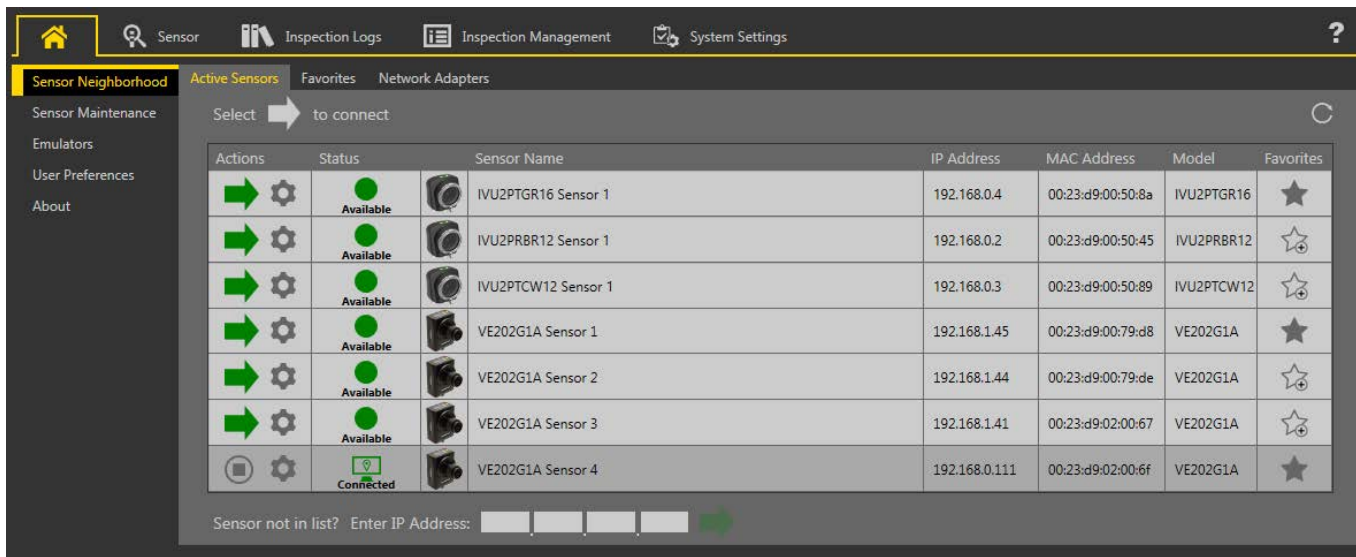 Sensor Inspection Logs Inspection Management System Settings ?
Sensor Neighborhood
Sensor Maintenance
Emulators
User Preferences
About
Active Sensors Favorites Network Adapters
Select to connect
Actions Status Sensor Name IP Address MAC Address Model Favorites
Available IVU2PTGR16 Sensor 1 192.168.0.4 00:23:d9:00:50:8a IVU2PTGR16
Available IVU2PRBR12 Sensor 1 192.168.0.2 00:23:d9:00:50:45 IVU2PRBR12
Available IVU2PTCW12 Sensor 1 192.168.0.3 00:23:d9:00:50:89 IVU2PTCW12
Available VE202G1A Sensor 1 192.168.1.45 00:23:d9:00:79:d8 VE202G1A
Available VE202G1A Sensor 2 192.168.1.44 00:23:d9:00:79:de VE202G1A
Available VE202G1A Sensor 3 192.168.1.41 00:23:d9:02:00:67 VE202G1A
Connected VE202G1A Sensor 4 192.168.0.111 00:23:d9:02:00:6f VE202G1A
Sensor not in list? Enter IP Address: . . .